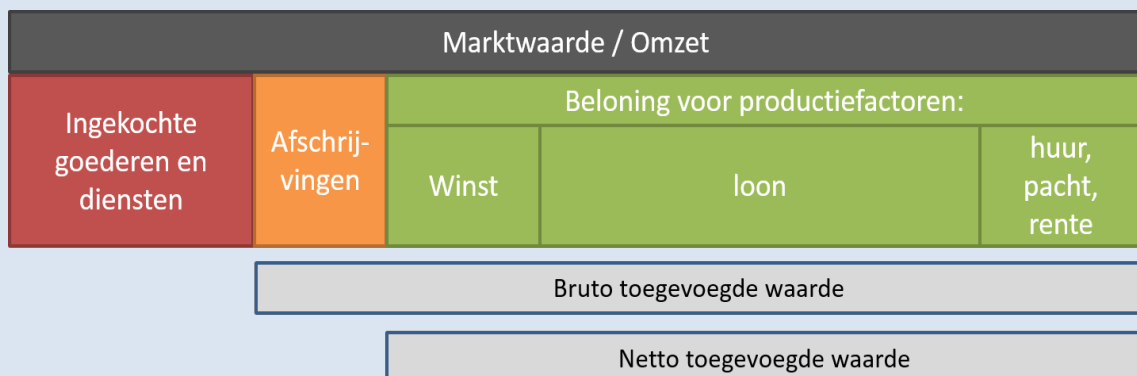 Marktwaarde / Omzet
Ingekochte
goederen en
diensten
Afschrij-
vingen
Beloning voor productiefactoren:
Winst
loon
huur,
pacht,
rente
Bruto toegevoegde waarde
Netto toegevoegde waarde